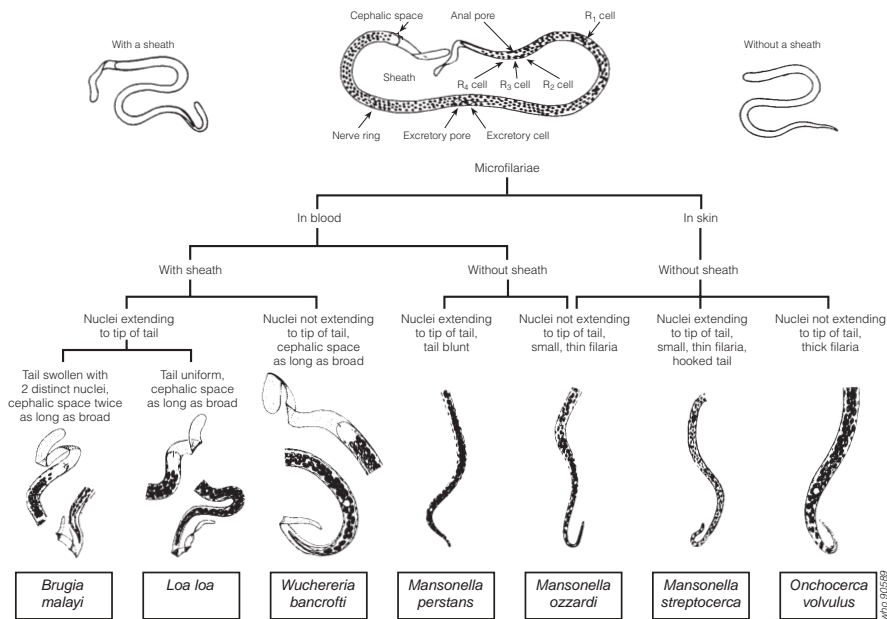 With a sheath
Cephalic space
Anal pore
R1 cell
Without a sheath
Sheath
R4 cell
R3 cell
R2 cell
Nerve ring
Excretory pore
Excretory cell
Microfilariae
In blood
In skin
With sheath
Without sheath
Without sheath
Nuclei extending
to tip of tail
Nuclei not extending
to tip of tail,
cephalic space
as long as broad
Nuclei extending
to tip of tail,
tail blunt
Nuclei not extending
to tip of tail,
small, thin filaria
Nuclei extending
to tip of tail,
small, thin filaria,
hooked tail
Nuclei not extending
to tip of tail,
thick filaria
Tail swollen with
2 distinct nuclei,
cephalic space twice
as long as broad
Tail uniform,
cephalic space
as long as broad
Brugia
malayi
Loa loa
Wuchereria
bancrofti
Mansonella
perstans
Mansonella
ozzardi
Mansonella
streptocerca
Onchocerca
volvulus
who 90589